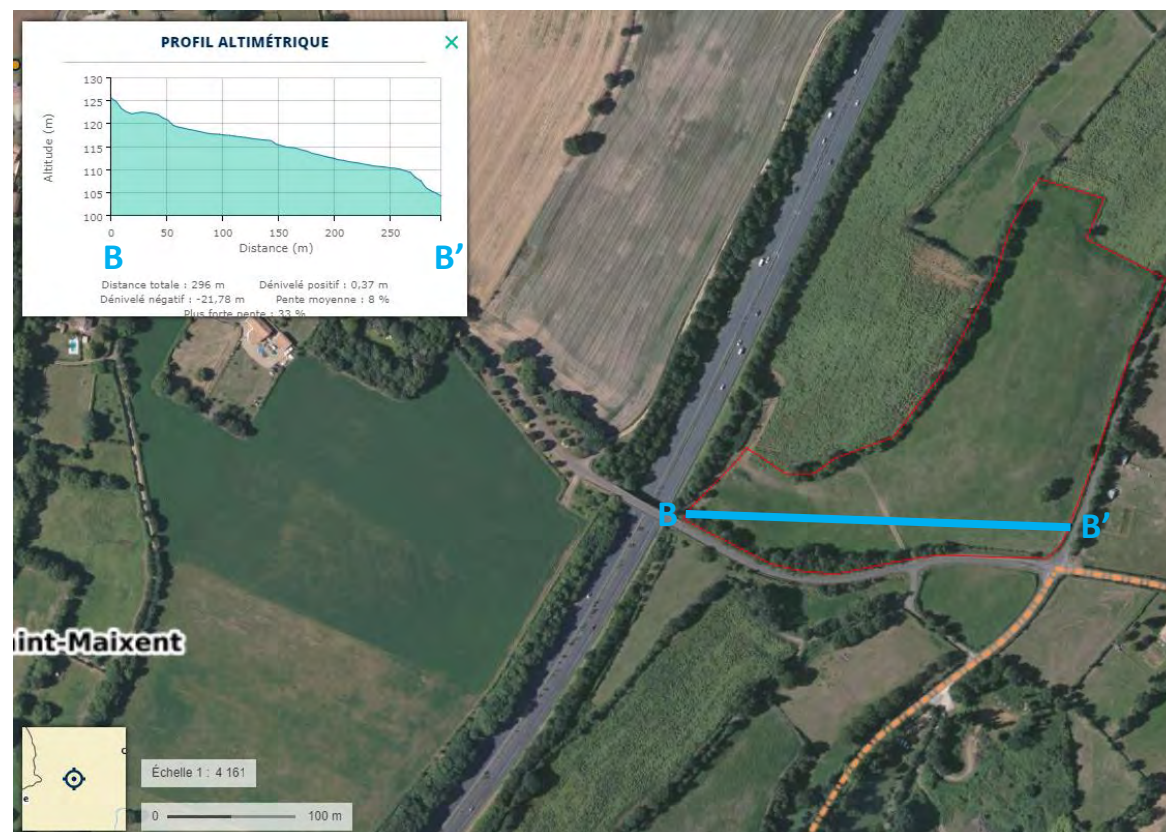 PROFIL ALTIMÉTRIQUE ×
130
125
120
115
110
105
100
Altitude (m)
0 50 100 150 200 250
Distance (m)
B B'
Distance totale : 296 m Dénivelé positif : 0,37 m
Dénivelé négatif : -21,78 m Pente moyenne : 8 %
Plus forte pente : 33 %
B B'
int-Maixent
Échelle 1 : 4 161
0 100 m